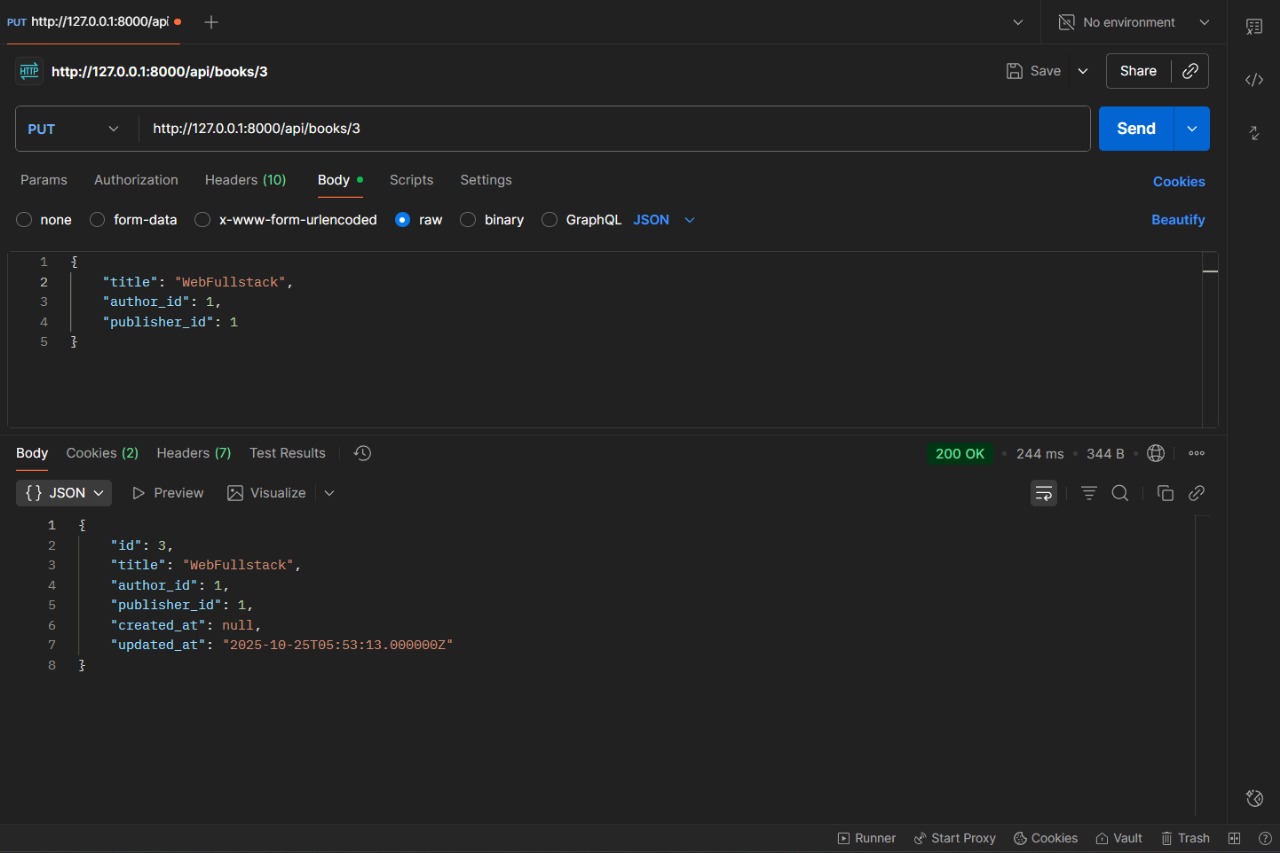 PUT http://127.0.0.1:8000/api
No environment
HTTP http://127.0.0.1:8000/api/books/3
Save
Share
PUT http://127.0.0.1:8000/api/books/3
Send
Params Authorization Headers (10) Body Scripts Settings
Cookies
none form-data x-www-form-urlencoded raw binary GraphQL JSON
Beautify
1 {
2 "title": "WebFullstack",
3 "author_id": 1,
4 "publisher_id": 1
5 }
Body Cookies (2) Headers (7) Test Results
200 OK • 244 ms • 344 B
{} JSON Preview Visualize
1 {
2 "id": 3,
3 "title": "WebFullstack",
4 "author_id": 1,
5 "publisher_id": 1,
6 "created_at": null,
7 "updated_at": "2025-10-25T05:53:13.000000Z"
8 }
Runner Start Proxy Cookies Vault Trash